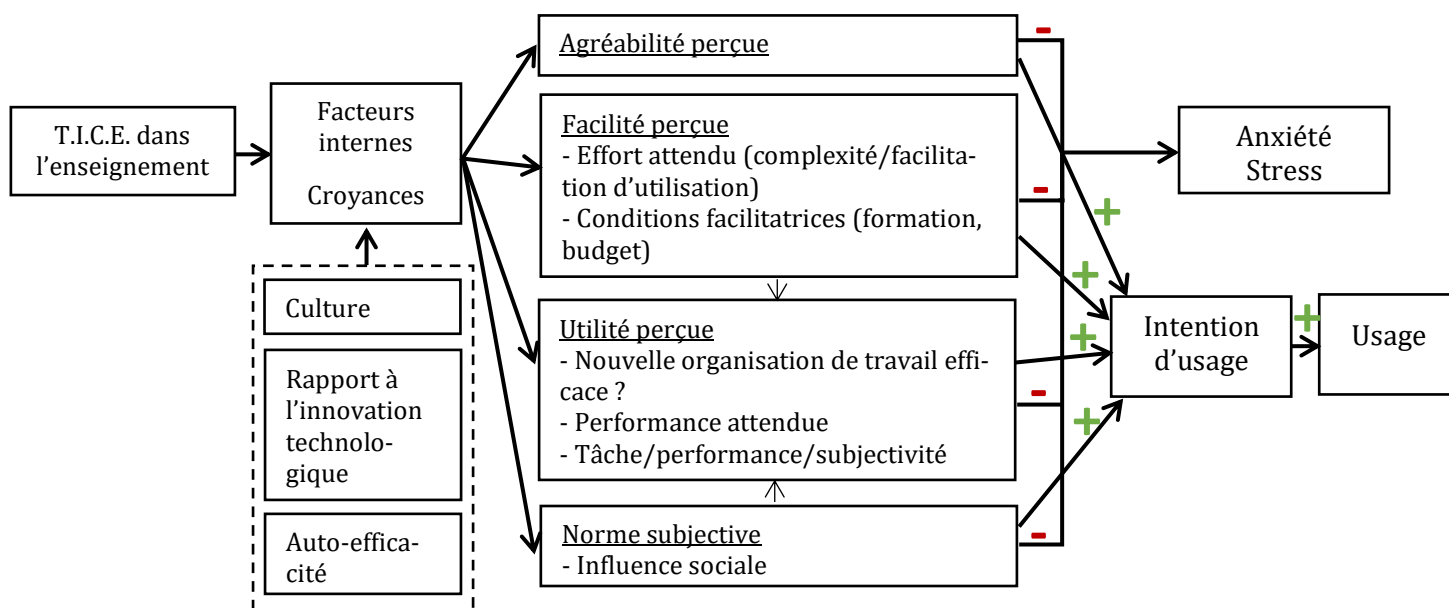 T.I.C.E. dans
l’enseignement
Facteurs
internes
Croyances
Culture
Rapport à
l’innovation
technolo-
gique
Auto-effica-
cité
Agréabilité perçue
Facilité perçue
- Effort attendu (complexité/facilita-
tion d’utilisation)
- Conditions facilitatrices (formation,
budget)
Utilité perçue
- Nouvelle organisation de travail effi-
cace ?
- Performance attendue
- Tâche/performance/subjectivité
Norme subjective
- Influence sociale
-
-
-
-
+
+
+
+
Anxiété
Stress
Intention
d’usage
+
Usage